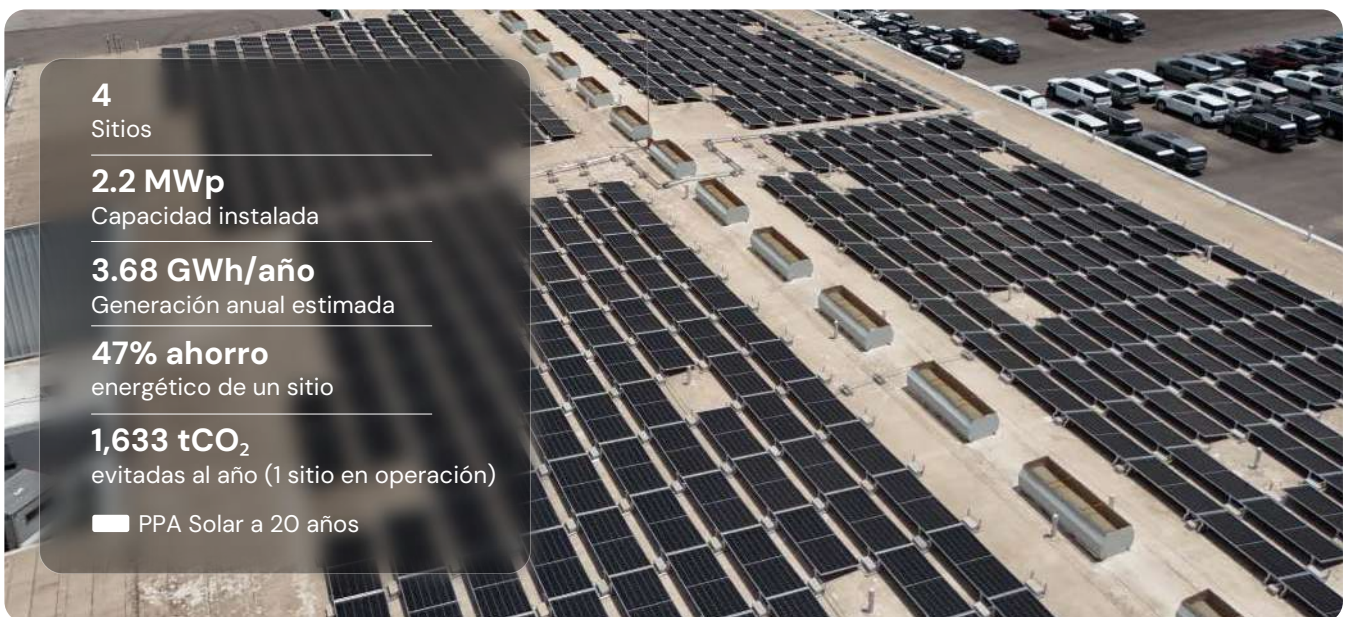 4
Sitios
2.2 MWp
Capacidad instalada
3.68 GWh/año
Generación anual estimada
47% ahorro
energético de un sitio
1,633 tCO₂
evitadas al año (1 sitio en operación)
PPA Solar a 20 años